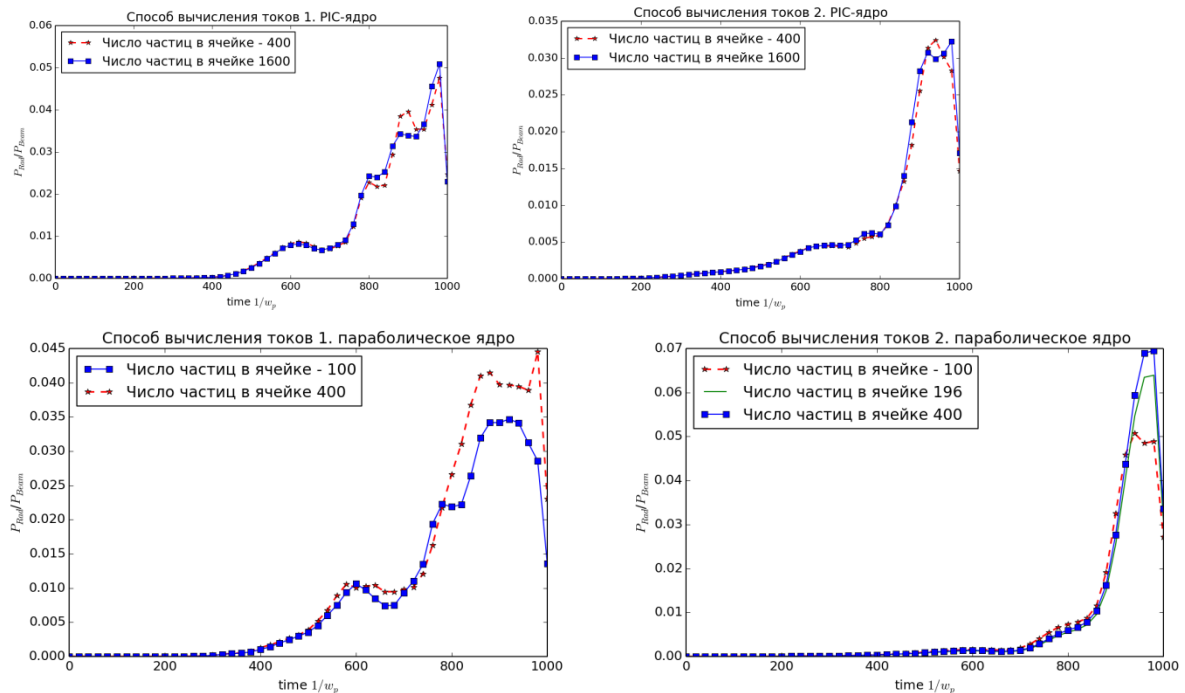 Способ вычисления токов 1. PIC-ядро
0.06
0.05
0.04
0.03
0.02
0.01
0.00
P_Rad/P_Beam
Число частиц в ячейке - 400
Число частиц в ячейке 1600
0 200 400 600 800 1000
time 1/w_p
Способ вычисления токов 2. PIC-ядро
0.035
0.030
0.025
0.020
0.015
0.010
0.005
0.000
P_Rad/P_Beam
Число частиц в ячейке - 400
Число частиц в ячейке 1600
0 200 400 600 800 1000
time 1/w_p
Способ вычисления токов 1. параболическое ядро
0.045
0.040
0.035
0.030
0.025
0.020
0.015
0.010
0.005
0.000
P_Rad/P_Beam
Число частиц в ячейке - 100
Число частиц в ячейке 400
0 200 400 600 800 1000
time 1/w_p
Способ вычисления токов 2. параболическое ядро
0.07
0.06
0.05
0.04
0.03
0.02
0.01
0.00
P_Rad/P_Beam
Число частиц в ячейке - 100
Число частиц в ячейке 196
Число частиц в ячейке 400
0 200 400 600 800 1000
time 1/w_p